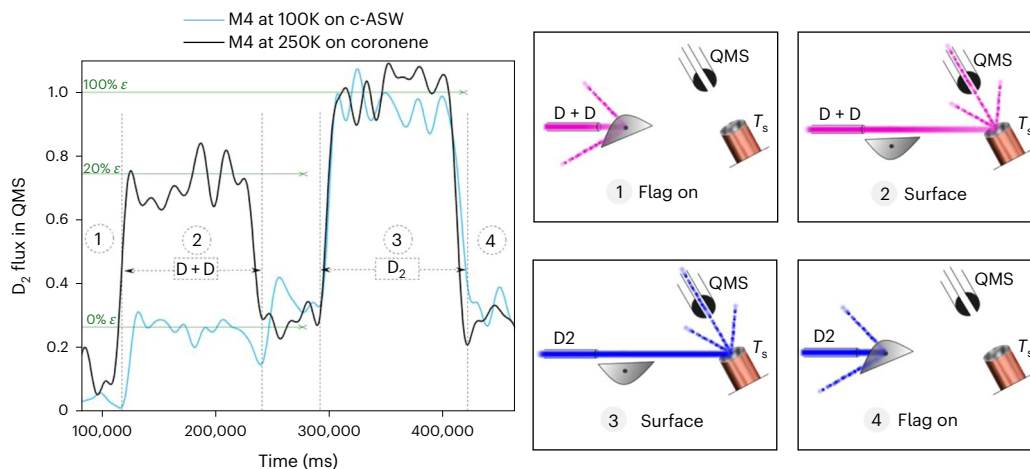 M4 at 100K on c-ASW
M4 at 250K on coronene
D₂ flux in QMS
1.0
0.8
0.6
0.4
0.2
0
100% ε
20% ε
0% ε
1
2
3
4
D + D
D₂
100,000
200,000
300,000
400,000
Time (ms)
QMS
D + D
Tₛ
1 Flag on
QMS
D + D
Tₛ
2 Surface
QMS
D2
Tₛ
3 Surface
QMS
D2
Tₛ
4 Flag on